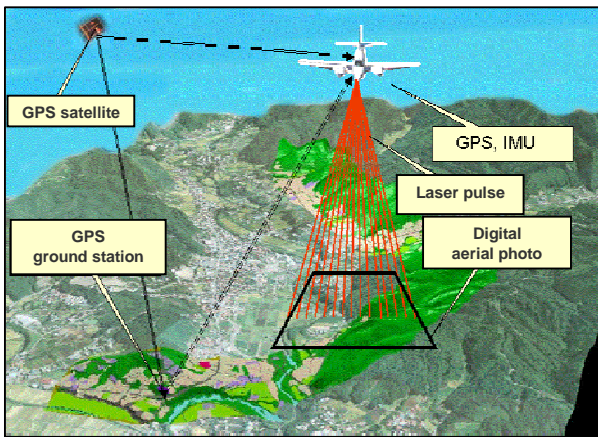 GPS satellite
GPS, IMU
Laser pulse
GPS
ground station
Digital
aerial photo